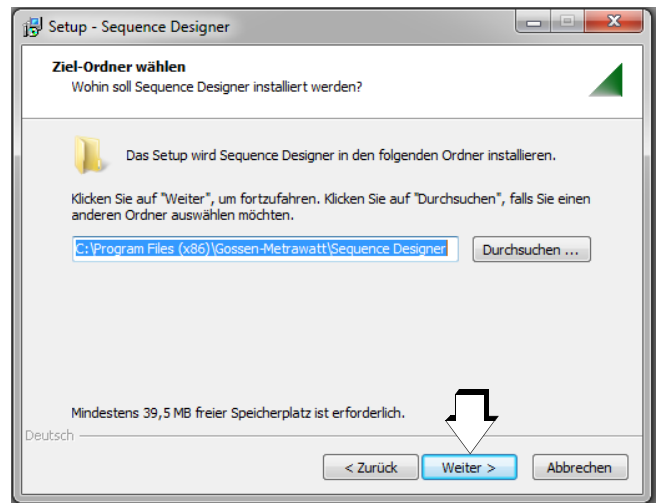 Setup - Sequence Designer
Ziel-Ordner wählen
Wohin soll Sequence Designer installiert werden?
Das Setup wird Sequence Designer in den folgenden Ordner installieren.
Klicken Sie auf "Weiter", um fortzufahren. Klicken Sie auf "Durchsuchen", falls Sie einen
anderen Ordner auswählen möchten.
C:\Program Files (x86)\Gossen-Metrawatt\Sequence Designer
Durchsuchen ...
Mindestens 39,5 MB freier Speicherplatz ist erforderlich.
Deutsch
< Zurück
Weiter >
Abbrechen